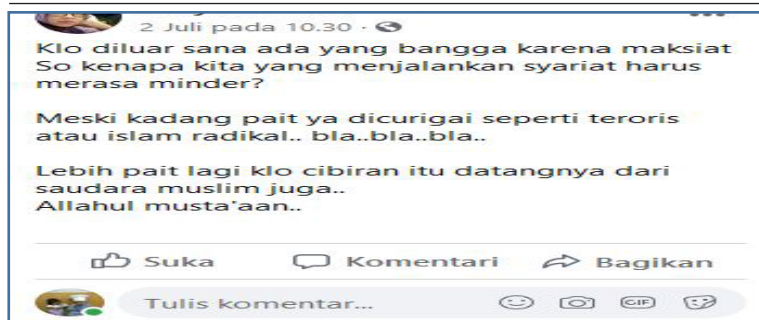 2 Juli pada 10.30 ·
Klo diluar sana ada yang bangga karena maksiat
So kenapa kita yang menjalankan syariat harus
merasa minder?
Meski kadang pait ya dicurigai seperti teroris
atau islam radikal.. bla..bla..bla..
Lebih pait lagi klo cibiran itu datangnya dari
saudara muslim juga..
Allahul musta'aan..
Suka Komentari Bagikan
Tulis komentar... GIF